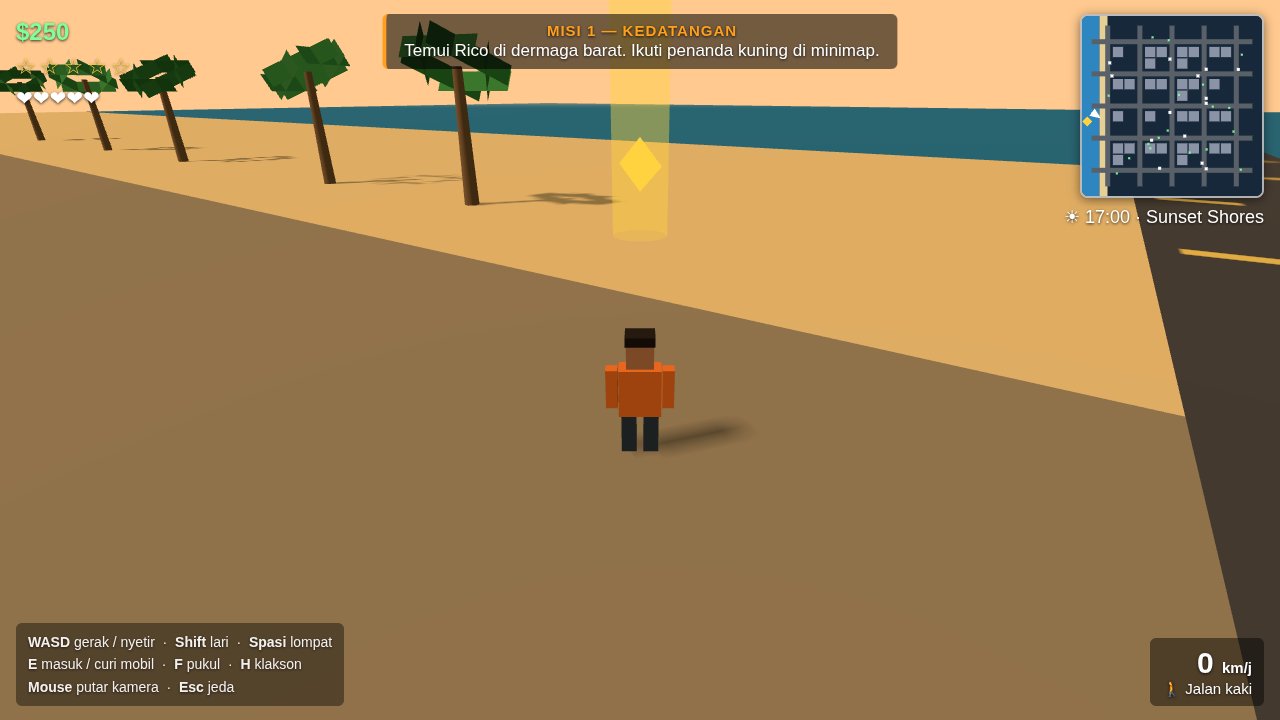 $250
MISI 1 — KEDATANGAN
Temui Rico di dermaga barat. Ikuti penanda kuning di minimap.
17:00 · Sunset Shores
WASD gerak / nyetir · Shift lari · Spasi lompat
E masuk / curi mobil · F pukul · H klakson
Mouse putar kamera · Esc jeda
0 km/j
Jalan kaki